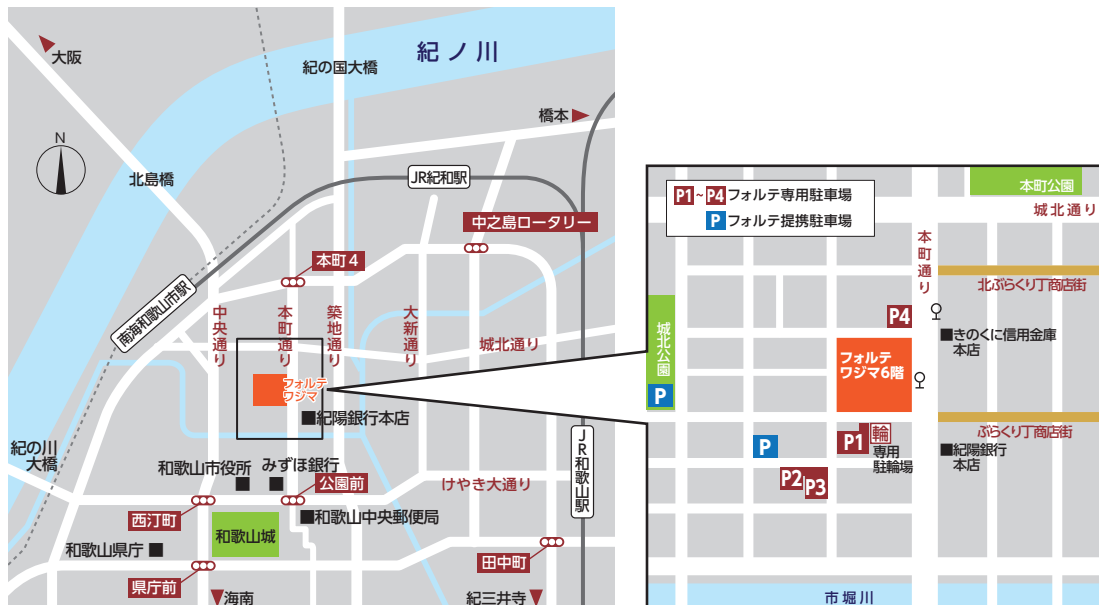 大阪
紀ノ川
紀の国大橋
橋本
N
北島橋
JR紀和駅
中之島ロータリー
本町4
南海和歌山市駅
中央通り
本町通り
築地通り
大新通り
城北通り
フォルテ
ワジマ
■紀陽銀行本店
紀の川
大橋
和歌山市役所
みずほ銀行
公園前
けやき大通り
JR和歌山駅
西汀町
和歌山城
■和歌山中央郵便局
和歌山県庁■
田中町
県庁前
海南
紀三井寺
P1~P4フォルテ専用駐車場
Pフォルテ提携駐車場
本町公園
城北通り
本町通り
北ぶらくり丁商店街
城北公園
P
P4
■きのくに信用金庫
本店
フォルテ
ワジマ6階
ぶらくり丁商店街
P
P1
輪
専用
駐輪場
■紀陽銀行
本店
P2
P3
市堀川